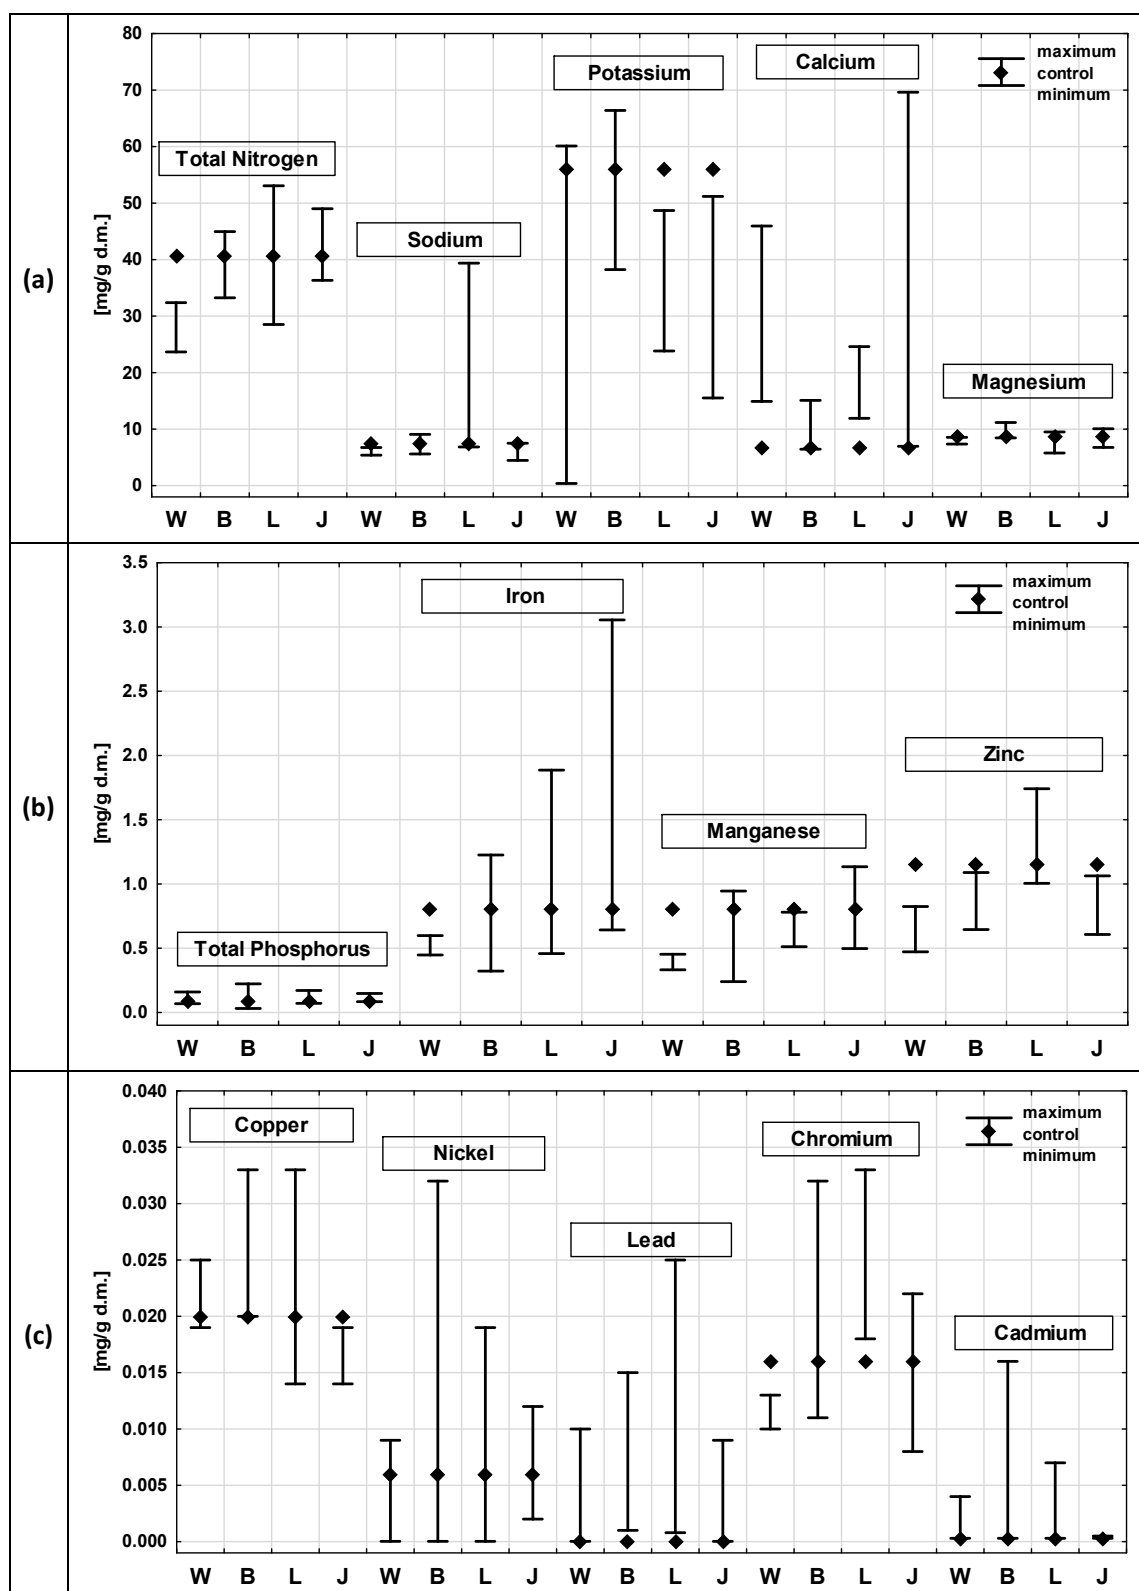 (a)
80
70
60
50
40
30
20
10
0
[mg/g d.m.]
Total Nitrogen
Sodium
Potassium
Calcium
Magnesium
maximum
control
minimum
W B L J W B L J W B L J W B L J W B L J
(b)
3.5
3.0
2.5
2.0
1.5
1.0
0.5
0.0
[mg/g d.m.]
Total Phosphorus
Iron
Manganese
Zinc
maximum
control
minimum
W B L J W B L J W B L J W B L J
(c)
0.040
0.035
0.030
0.025
0.020
0.015
0.010
0.005
0.000
[mg/g d.m.]
Copper
Nickel
Lead
Chromium
Cadmium
maximum
control
minimum
W B L J W B L J W B L J W B L J W B L J